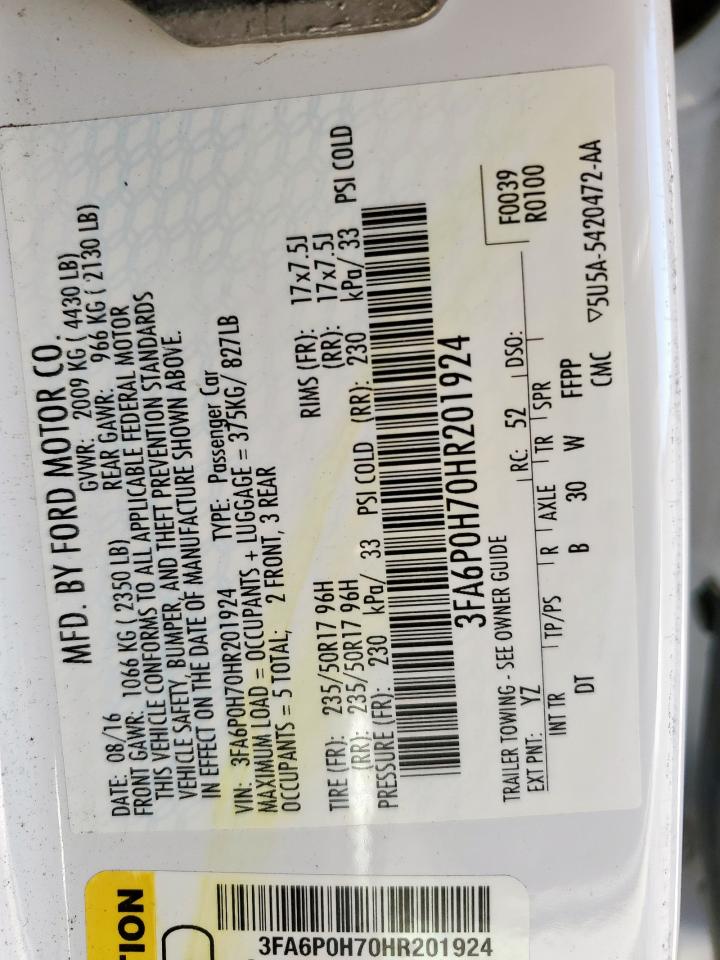 MFD. BY FORD MOTOR CO.
DATE: 08/16 GVWR: 2009 KG ( 4430 LB)
FRONT GAWR: 1066 KG ( 2350 LB) REAR GAWR: 966 KG ( 2130 LB)
THIS VEHICLE CONFORMS TO ALL APPLICABLE FEDERAL MOTOR
VEHICLE SAFETY, BUMPER, AND THEFT PREVENTION STANDARDS
IN EFFECT ON THE DATE OF MANUFACTURE SHOWN ABOVE.
VIN: 3FA6P0H70HR201924 TYPE: Passenger Car
MAXIMUM LOAD = OCCUPANTS + LUGGAGE = 375KG/ 827LB
OCCUPANTS = 5 TOTAL; 2 FRONT, 3 REAR
TIRE (FR): 235/50R17 96H RIMS (FR): 17x7.5J
(RR): 235/50R17 96H (RR): 17x7.5J
PRESSURE (FR): 230 kPa/ 33 PSI COLD (RR): 230 kPa/ 33 PSI COLD
3FA6P0H70HR201924
F0039
R0100
TRAILER TOWING - SEE OWNER GUIDE
EXT PNT: YZ RC: 52 DSO:
INT TR TP/PS R AXLE TR SPR
DT B 30 W FFPP
CMC ▽5U5A-5420472-AA
TION
3FA6P0H70HR201924